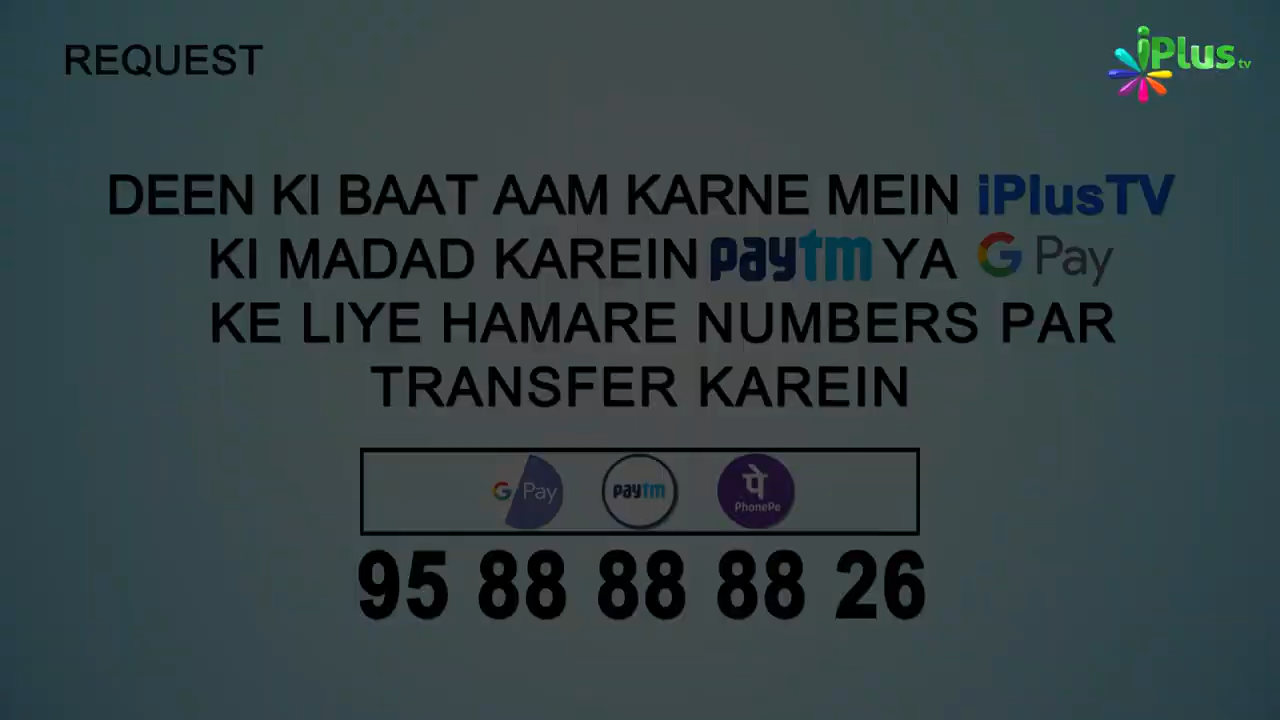 REQUEST
iPlus tv
DEEN KI BAAT AAM KARNE MEIN iPlusTV
KI MADAD KAREIN paytm YA G Pay
KE LIYE HAMARE NUMBERS PAR
TRANSFER KAREIN
G Pay paytm पे PhonePe
95 88 88 88 26